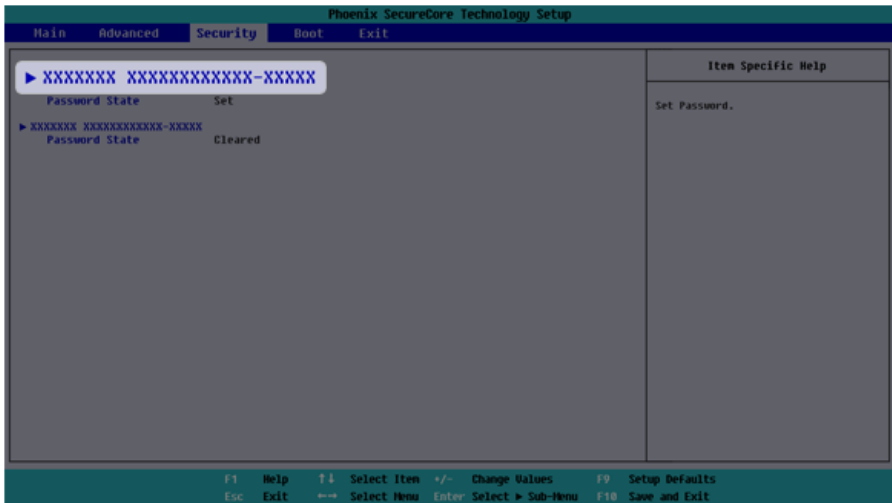 Phoenix SecureCore Technology Setup
Main Advanced Security Boot Exit
▶ XXXXXXX XXXXXXXXXXXX-XXXXX
Password State Set
▶ XXXXXXX XXXXXXXXXXXX-XXXXX
Password State Cleared
Item Specific Help
Set Password.
F1 Help ↑↓ Select Item +/- Change Values F9 Setup Defaults
Esc Exit ←→ Select Menu Enter Select ▶ Sub-Menu F10 Save and Exit